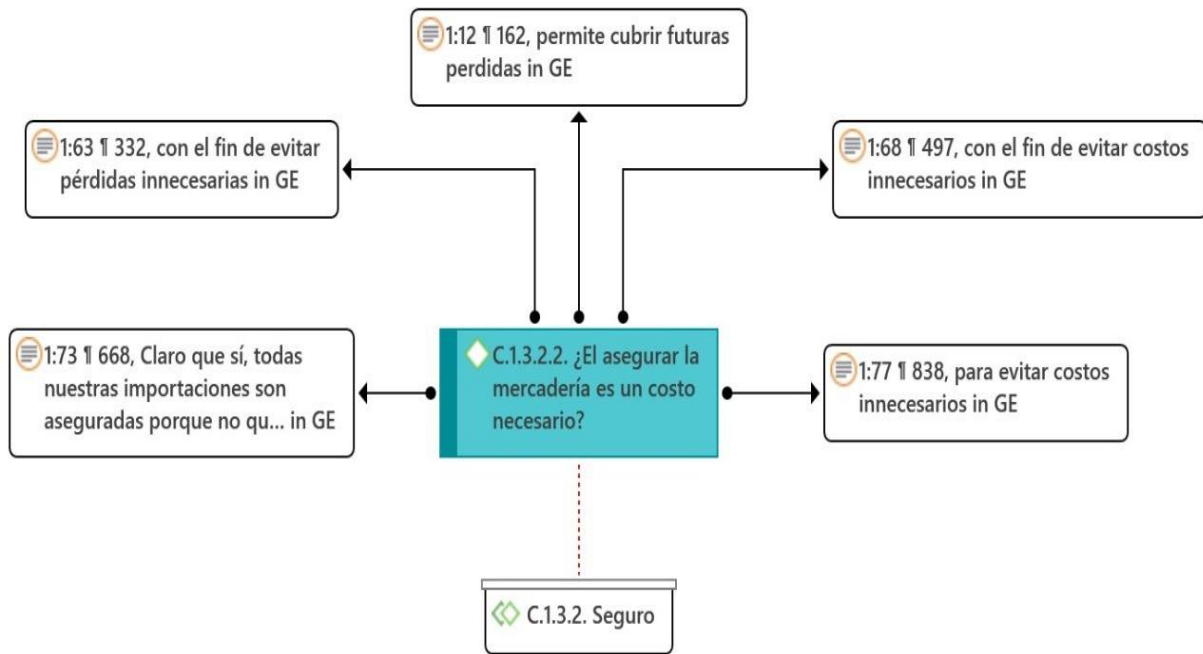 1:12 ¶ 162, permite cubrir futuras
perdidas in GE
1:63 ¶ 332, con el fin de evitar
pérdidas innecesarias in GE
1:68 ¶ 497, con el fin de evitar costos
innecesarios in GE
1:73 ¶ 668, Claro que sí, todas
nuestras importaciones son
aseguradas porque no qu... in GE
C.1.3.2.2. ¿El asegurar la
mercadería es un costo
necesario?
1:77 ¶ 838, para evitar costos
innecesarios in GE
C.1.3.2. Seguro